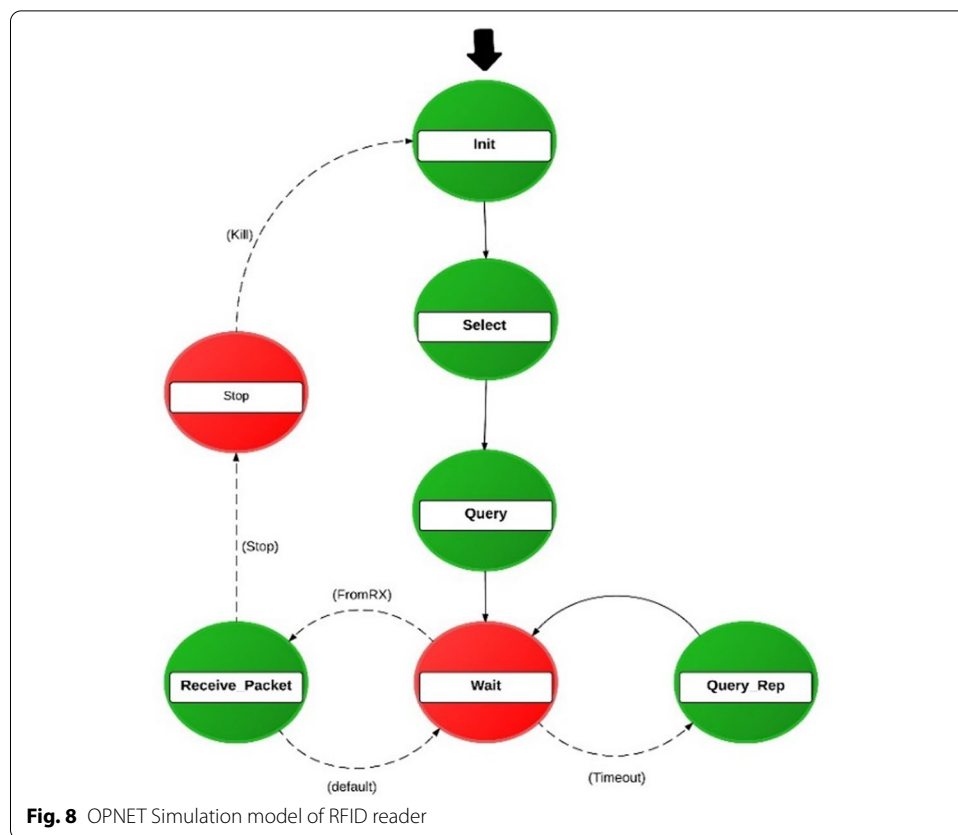 Init
(Kill)
Select
Stop
Query
(Stop)
(FromRX)
Receive_Packet
Wait
Query_Rep
(default)
(Timeout)
Fig. 8 OPNET Simulation model of RFID reader